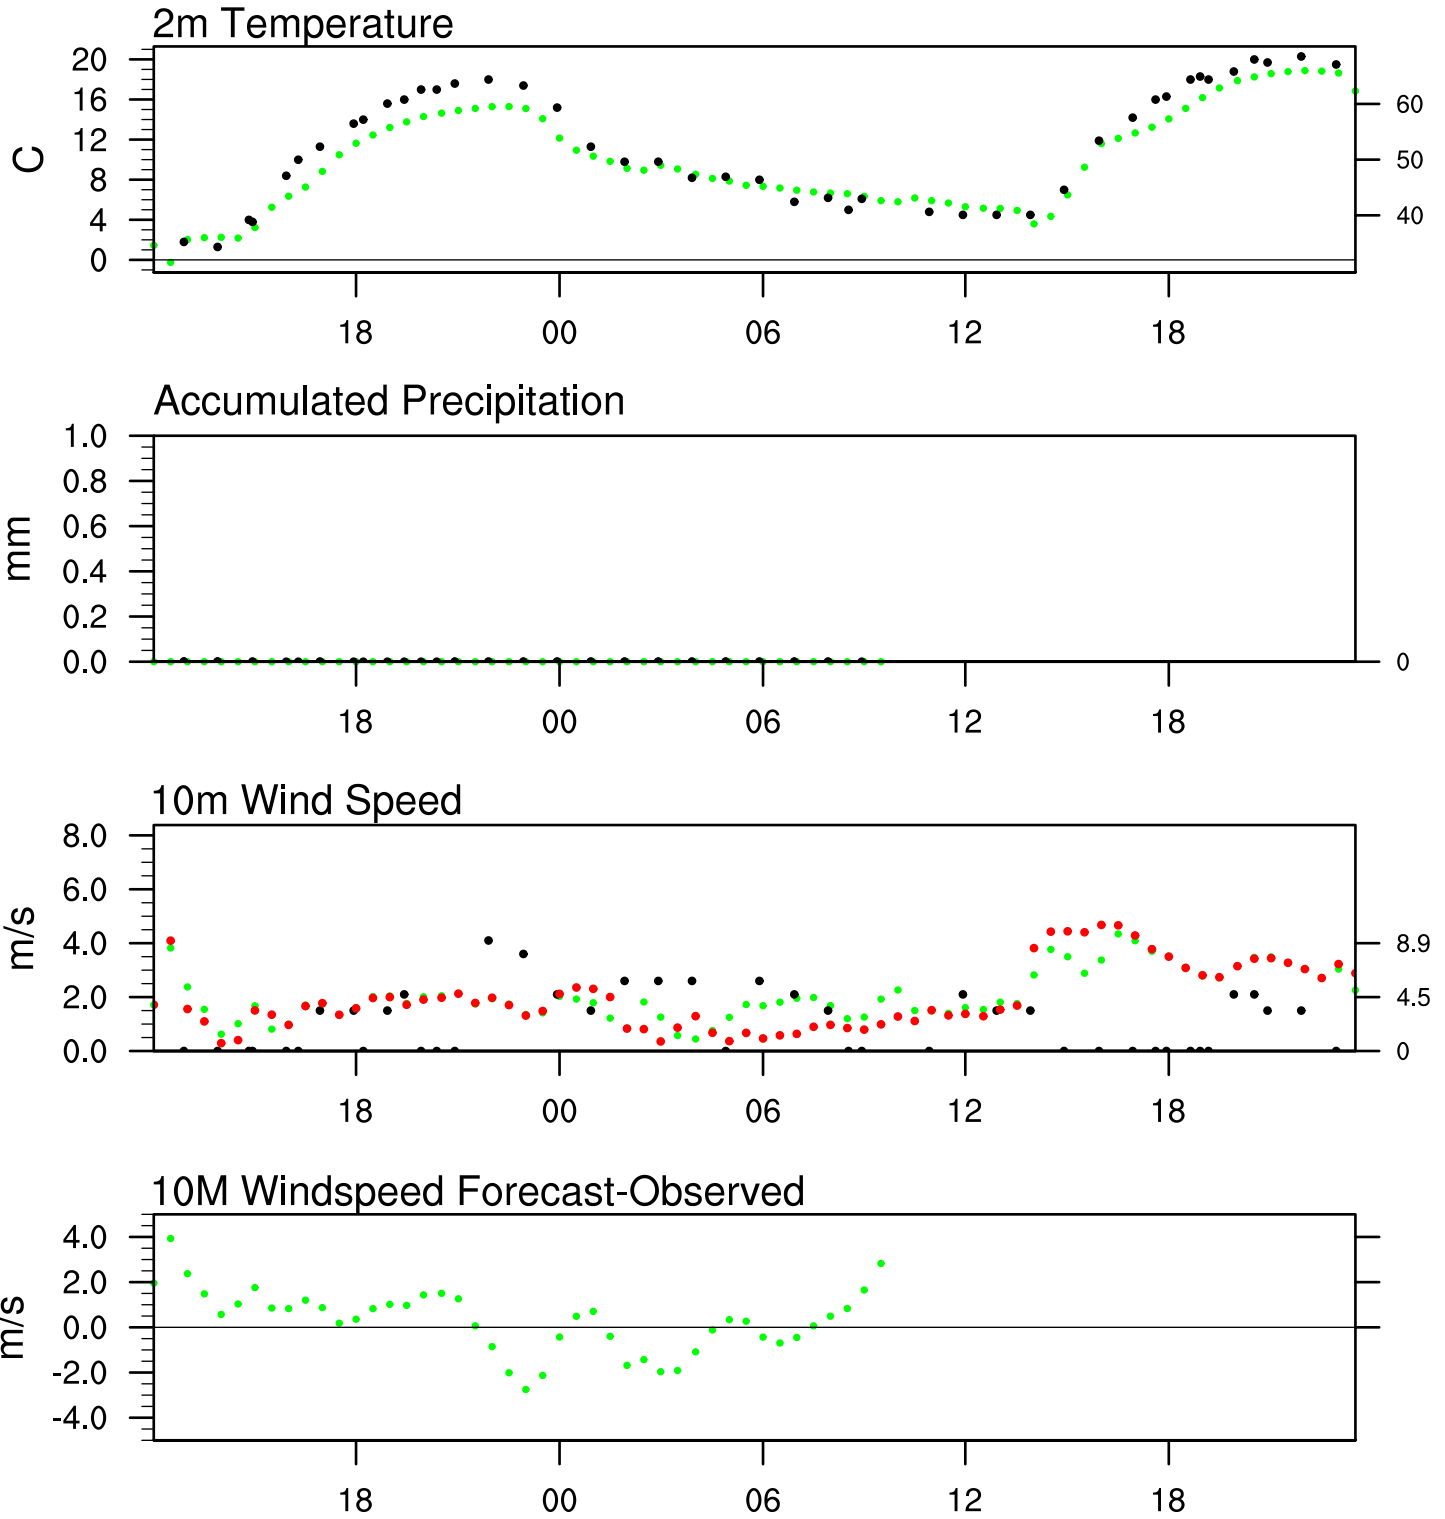 2m Temperature
C
20
16
12
8
4
0
60
50
40
18 00 06 12 18
Accumulated Precipitation
mm
1.0
0.8
0.6
0.4
0.2
0.0
0
18 00 06 12 18
10m Wind Speed
m/s
8.0
6.0
4.0
2.0
0.0
8.9
4.5
0
18 00 06 12 18
10M Windspeed Forecast-Observed
m/s
4.0
2.0
0.0
-2.0
-4.0
18 00 06 12 18